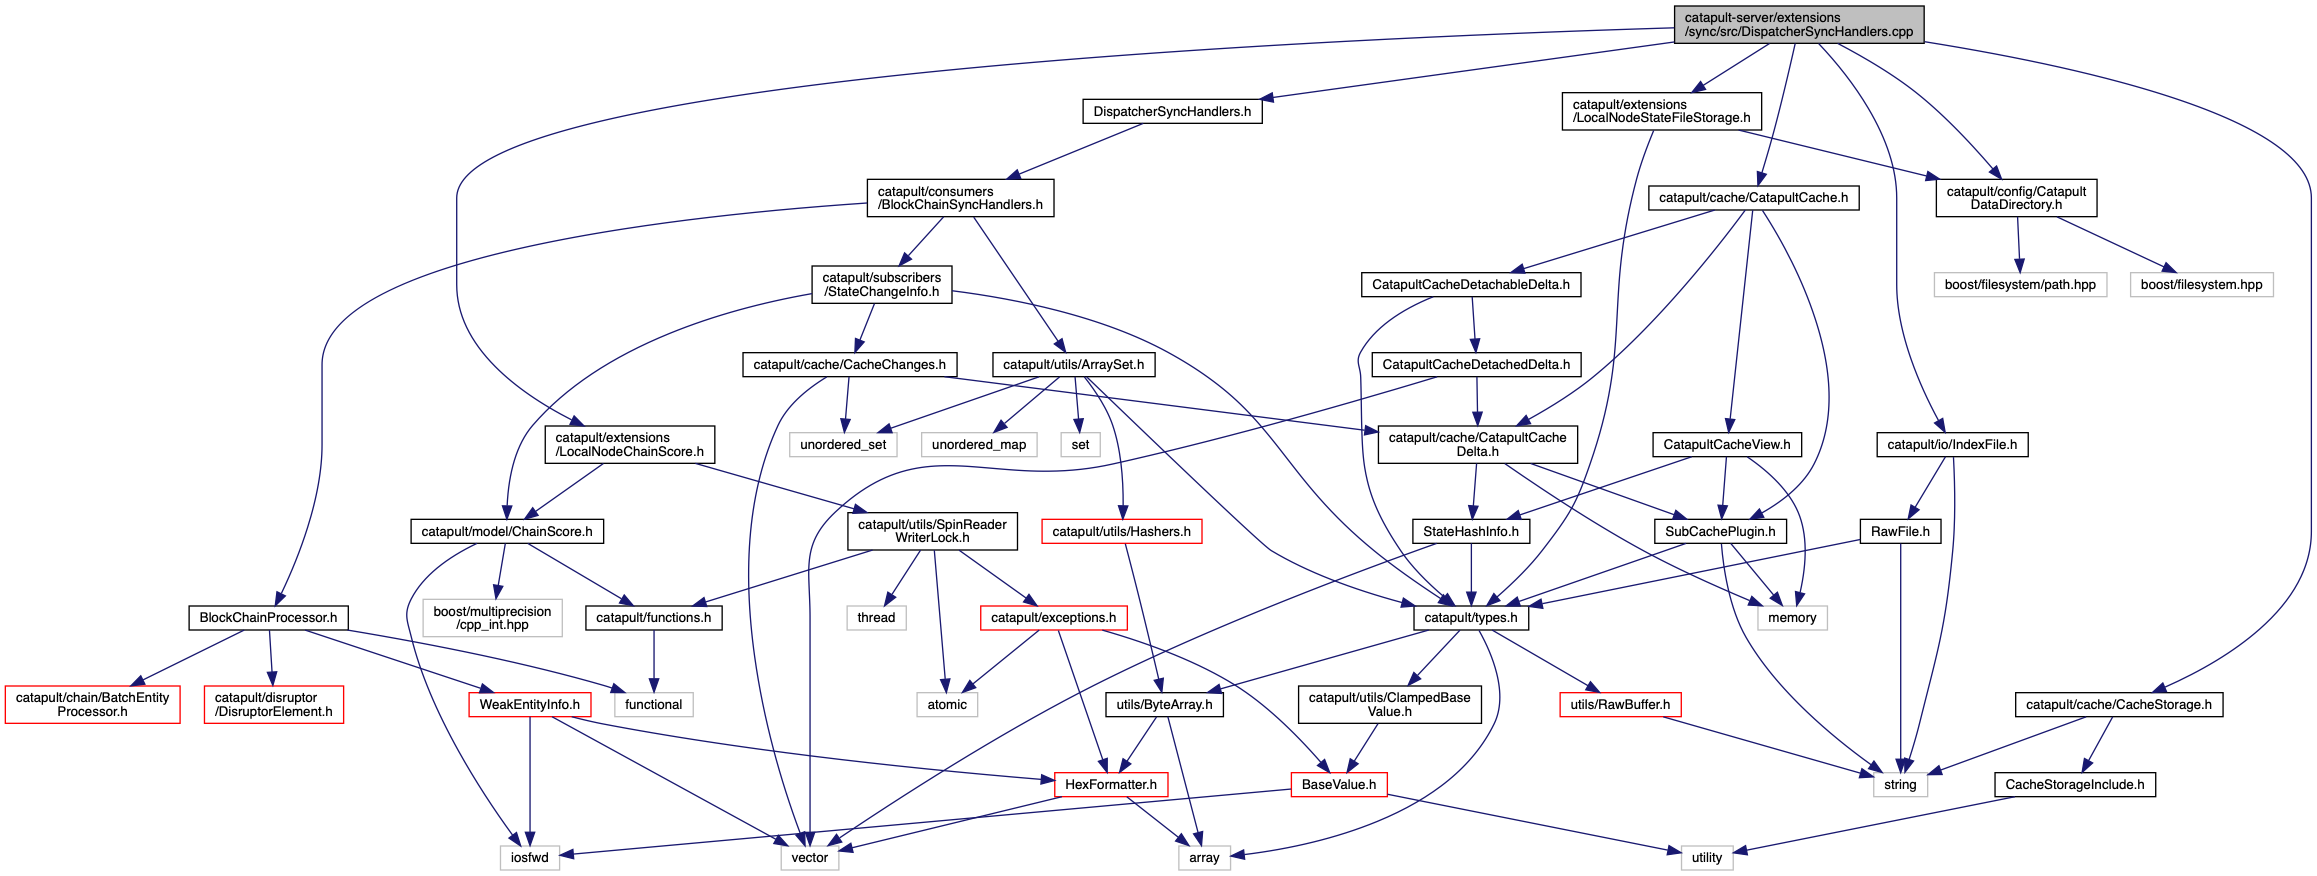 catapult-server/extensions
/sync/src/DispatcherSyncHandlers.cpp
DispatcherSyncHandlers.h
catapult/extensions
/LocalNodeStateFileStorage.h
catapult/consumers
/BlockChainSyncHandlers.h
catapult/cache/CatapultCache.h
catapult/config/Catapult
DataDirectory.h
catapult/subscribers
/StateChangeInfo.h
CatapultCacheDetachableDelta.h
boost/filesystem/path.hpp
boost/filesystem.hpp
catapult/cache/CacheChanges.h
catapult/utils/ArraySet.h
CatapultCacheDetachedDelta.h
catapult/extensions
/LocalNodeChainScore.h
unordered_set
unordered_map
set
catapult/cache/CatapultCache
Delta.h
CatapultCacheView.h
catapult/io/IndexFile.h
catapult/model/ChainScore.h
catapult/utils/SpinReader
WriterLock.h
catapult/utils/Hashers.h
StateHashInfo.h
SubCachePlugin.h
RawFile.h
BlockChainProcessor.h
boost/multiprecision
/cpp_int.hpp
catapult/functions.h
thread
catapult/exceptions.h
catapult/types.h
memory
catapult/chain/BatchEntity
Processor.h
catapult/disruptor
/DisruptorElement.h
WeakEntityInfo.h
functional
atomic
utils/ByteArray.h
catapult/utils/ClampedBase
Value.h
utils/RawBuffer.h
catapult/cache/CacheStorage.h
HexFormatter.h
BaseValue.h
string
CacheStorageInclude.h
iosfwd
vector
array
utility